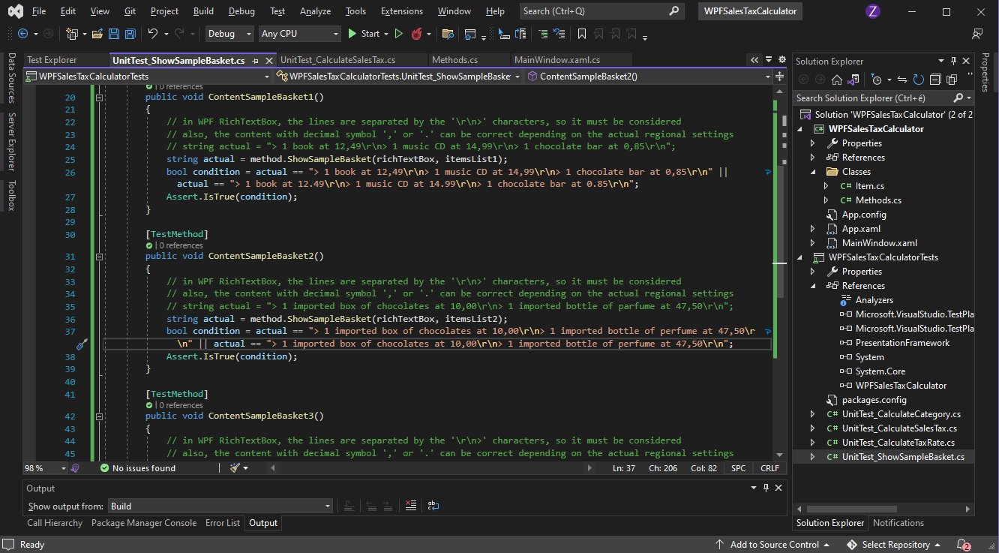 File Edit View Git Project Build Debug Test Analyze Tools Extensions Window Help Search (Ctrl+Q) WPFSalesTaxCalculator Z
Debug Any CPU Start
Data Sources
Server Explorer
Toolbox
Test Explorer UnitTest_ShowSampleBasket.cs UnitTest_CalculateSalesTax.cs Methods.cs MainWindow.xaml.cs
WPFSalesTaxCalculatorTests WPFSalesTaxCalculatorTests.UnitTest_ShowSampleBasket ContentSampleBasket2()
| 0 references
20 public void ContentSampleBasket1()
21 {
22 // in WPF RichTextBox, the lines are separated by the '\r\n>' characters, so it must be considered
23 // also, the content with decimal symbol ',' or '.' can be correct depending on the actual regional settings
24 // string actual = "> 1 book at 12,49\r\n> 1 music CD at 14,99\r\n> 1 chocolate bar at 0,85\r\n";
25 string actual = method.ShowSampleBasket(richTextBox, itemsList1);
26 bool condition = actual == "> 1 book at 12,49\r\n> 1 music CD at 14,99\r\n> 1 chocolate bar at 0,85\r\n" ||
actual == "> 1 book at 12.49\r\n> 1 music CD at 14.99\r\n> 1 chocolate bar at 0.85\r\n";
27 Assert.IsTrue(condition);
28 }
29
30 [TestMethod]
| 0 references
31 public void ContentSampleBasket2()
32 {
33 // in WPF RichTextBox, the lines are separated by the '\r\n>' characters, so it must be considered
34 // also, the content with decimal symbol ',' or '.' can be correct depending on the actual regional settings
35 // string actual = "> 1 imported box of chocolates at 10,00\r\n> 1 imported bottle of parfume at 47,50\r\n";
36 string actual = method.ShowSampleBasket(richTextBox, itemsList2);
37 bool condition = actual == "> 1 imported box of chocolates at 10,00\r\n> 1 imported bottle of perfume at 47,50\r
\n" || actual == "> 1 imported box of chocolates at 10,00\r\n> 1 imported bottle of perfume at 47,50\r\n";
38 Assert.IsTrue(condition);
39 }
40
41 [TestMethod]
| 0 references
42 public void ContentSampleBasket3()
43 {
44 // in WPF RichTextBox, the lines are separated by the '\r\n>' characters, so it must be considered
45 // also, the content with decimal symbol ',' or '.' can be correct depending on the actual regional settings
98 % No issues found Ln: 37 Ch: 206 Col: 82 SPC CRLF
Output
Show output from: Build
Call Hierarchy Package Manager Console Error List Output
Solution Explorer
Search Solution Explorer (Ctrl+é)
Solution 'WPFSalesTaxCalculator' (2 of 2
WPFSalesTaxCalculator
Properties
References
Classes
Item.cs
Methods.cs
App.config
App.xaml
MainWindow.xaml
WPFSalesTaxCalculatorTests
Properties
References
Analyzers
Microsoft.VisualStudio.TestPla
Microsoft.VisualStudio.TestPla
PresentationFramework
System
System.Core
WPFSalesTaxCalculator
packages.config
UnitTest_CalculateCategory.cs
UnitTest_CalculateSalesTax.cs
UnitTest_CalculateTaxRate.cs
UnitTest_ShowSampleBasket.cs
Solution Explorer Notifications
Properties
Ready Add to Source Control Select Repository 2